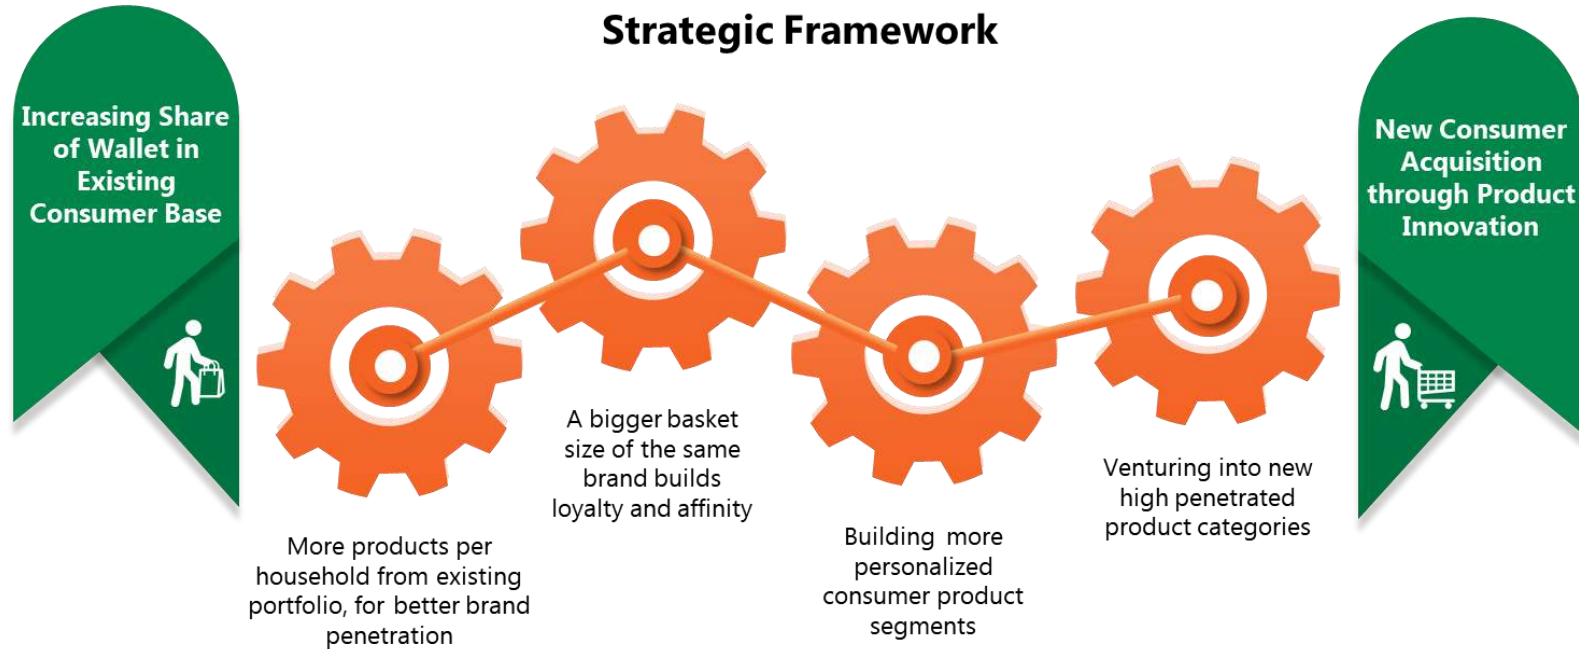 Strategic Framework
Increasing Share
of Wallet in
Existing
Consumer Base
More products per
household from existing
portfolio, for better brand
penetration
A bigger basket
size of the same
brand builds
loyalty and affinity
Building more
personalized
consumer product
segments
Venturing into new
high penetrated
product categories
New Consumer
Acquisition
through Product
Innovation